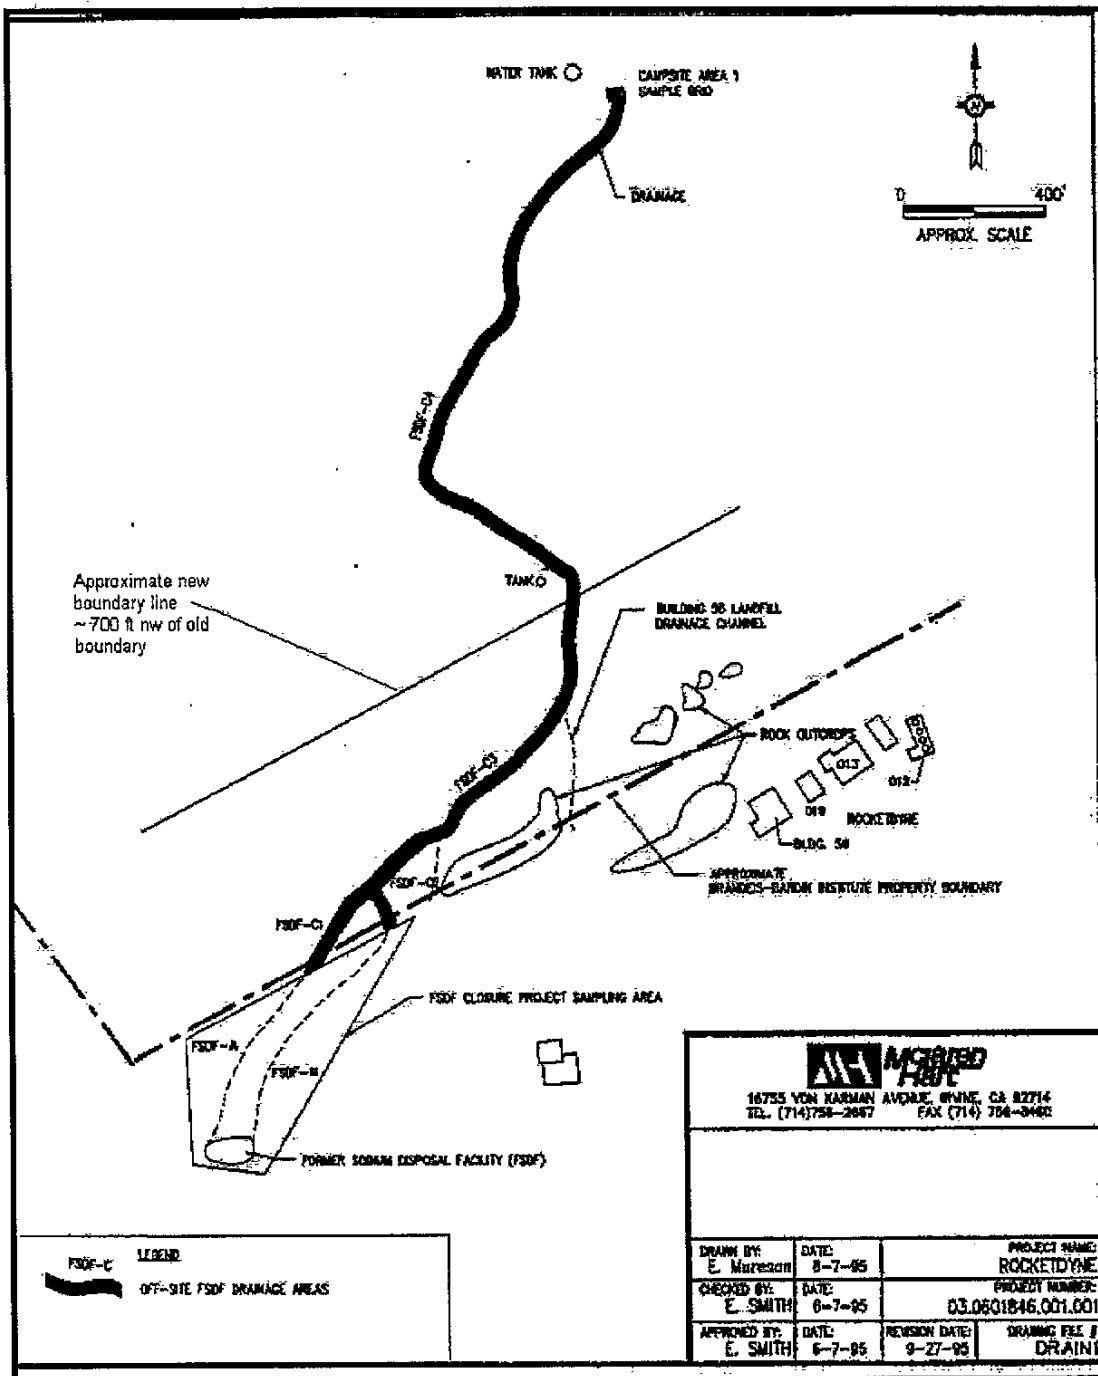 WATER TANK
CAMPSITE AREA 1
SAMPLE GRID
DRAINAGE
N
0 400'
APPROX. SCALE
FSDF-C4
TANK
Approximate new
boundary line
~700 ft nw of old
boundary
BUILDING 56 LANDFILL
DRAINAGE CHANNEL
ROCK OUTCROPS
FSDF-C3
013
012
019
ROCKETDYNE
BLDG. 56
APPROXIMATE
BRANDEIS-BARDIN INSTITUTE PROPERTY BOUNDARY
FSDF-C2
FSDF-C1
FSDF CLOSURE PROJECT SAMPLING AREA
FSDF-A
FSDF-B
FORMER SODIUM DISPOSAL FACILITY (FSDF)
McLaren
Hart
16755 VON KARMAN AVENUE, IRVINE, CA 92714
TEL. (714)756-2667 FAX (714) 756-8460
LEGEND
FSDF-C
OFF-SITE FSDF DRAINAGE AREAS
DRAWN BY: DATE: PROJECT NAME:
E. Mureson 6-7-95 ROCKETDYNE
CHECKED BY: DATE: PROJECT NUMBER:
E. SMITH 6-7-95 03.0601846.001.001
APPROVED BY: DATE: REVISION DATE: DRAWING FILE #
E. SMITH 6-7-95 9-27-95 DRAIN1